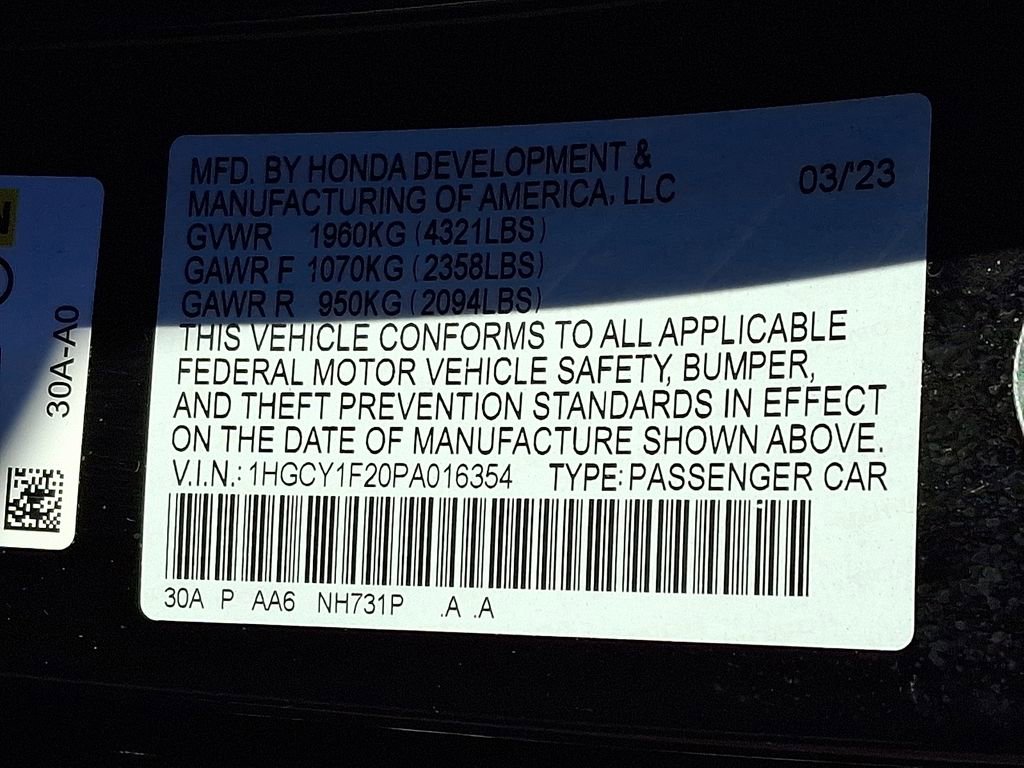 MFD. BY HONDA DEVELOPMENT &
MANUFACTURING OF AMERICA, LLC
03/'23
GVWR 1960KG (4321LBS)
GAWR F 1070KG (2358LBS)
GAWR R 950KG (2094LBS)
THIS VEHICLE CONFORMS TO ALL APPLICABLE
FEDERAL MOTOR VEHICLE SAFETY, BUMPER,
AND THEFT PREVENTION STANDARDS IN EFFECT
ON THE DATE OF MANUFACTURE SHOWN ABOVE.
V.I.N.: 1HGCY1F20PA016354 TYPE: PASSENGER CAR
30A P AA6 NH731P .A .A
30A-A0